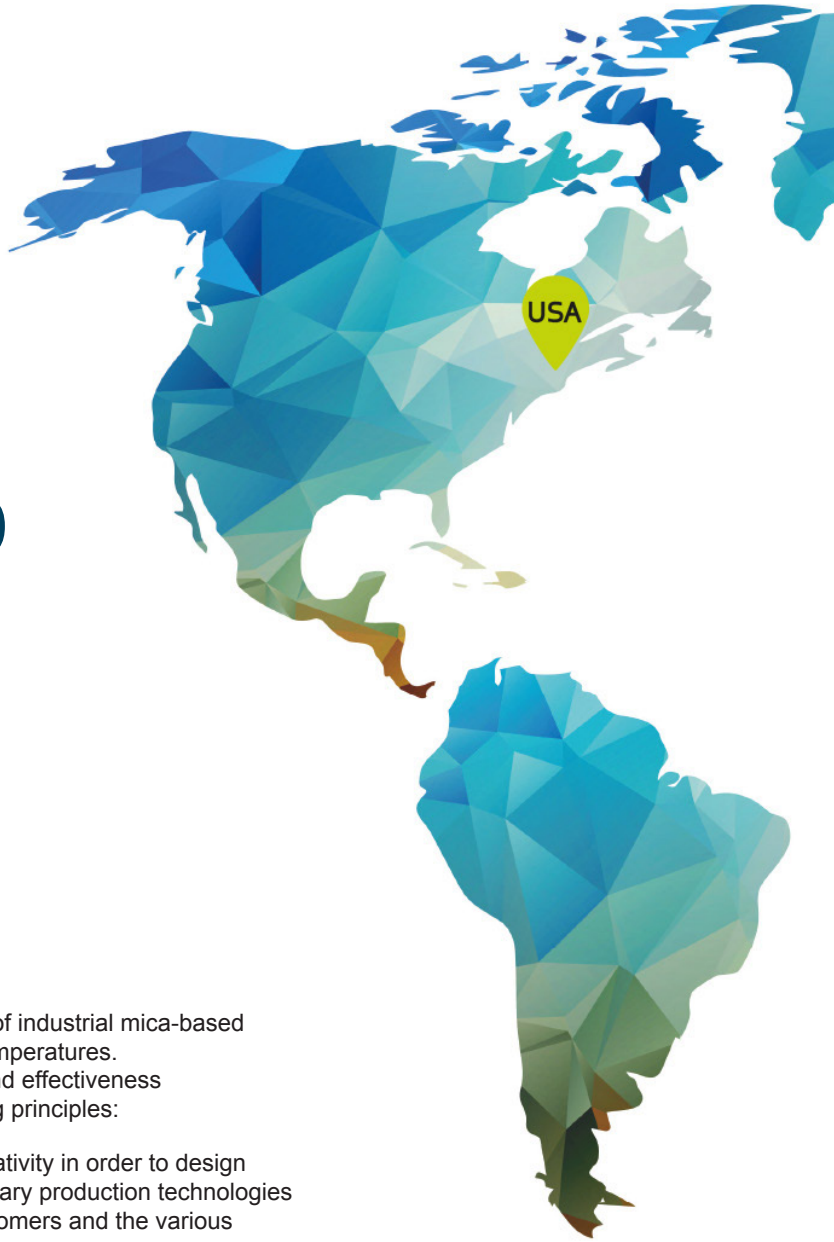 USA
of industrial mica-based
mperatures.
nd effectiveness
g principles:
ativity in order to design
ary production technologies
omers and the various